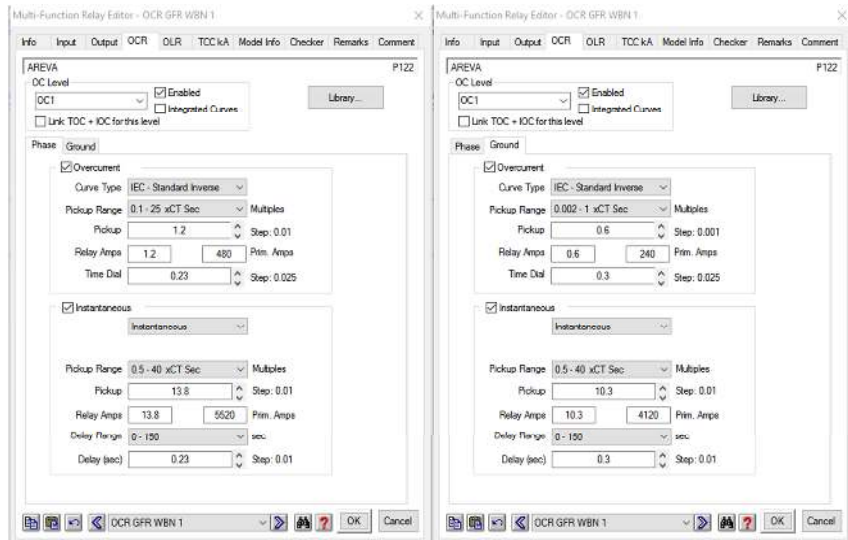 Multi-Function Relay Editor - OCR GFR WBN 1
Info Input Output OCR OLR TCC kA Model Info Checker Remarks Comment
AREVA P122
OC Level
OC1
Enabled
Integrated Curves
Library...
Link TOC + IOC for this level
Phase Ground
Overcurrent
Curve Type IEC - Standard Inverse
Pickup Range 0.1 - 25 xCT Sec Multiples
Pickup 1.2 Step: 0.01
Relay Amps 1.2 480 Prim. Amps
Time Dial 0.23 Step: 0.025
Instantaneous
Instantaneous
Pickup Range 0.5 - 40 xCT Sec Multiples
Pickup 13.8 Step: 0.01
Relay Amps 13.8 5520 Prim. Amps
Delay Range 0 - 150 sec
Delay (sec) 0.23 Step: 0.01
OCR GFR WBN 1 ? OK Cancel
Multi-Function Relay Editor - OCR GFR WBN 1
Info Input Output OCR OLR TCC kA Model Info Checker Remarks Comment
AREVA P122
OC Level
OC1
Enabled
Integrated Curves
Library...
Link TOC + IOC for this level
Phase Ground
Overcurrent
Curve Type IEC - Standard Inverse
Pickup Range 0.002 - 1 xCT Sec Multiples
Pickup 0.6 Step: 0.001
Relay Amps 0.6 240 Prim. Amps
Time Dial 0.3 Step: 0.025
Instantaneous
Instantaneous
Pickup Range 0.5 - 40 xCT Sec Multiples
Pickup 10.3 Step: 0.01
Relay Amps 10.3 4120 Prim. Amps
Delay Range 0 - 150 sec
Delay (sec) 0.3 Step: 0.01
OCR GFR WBN 1 ? OK Cancel